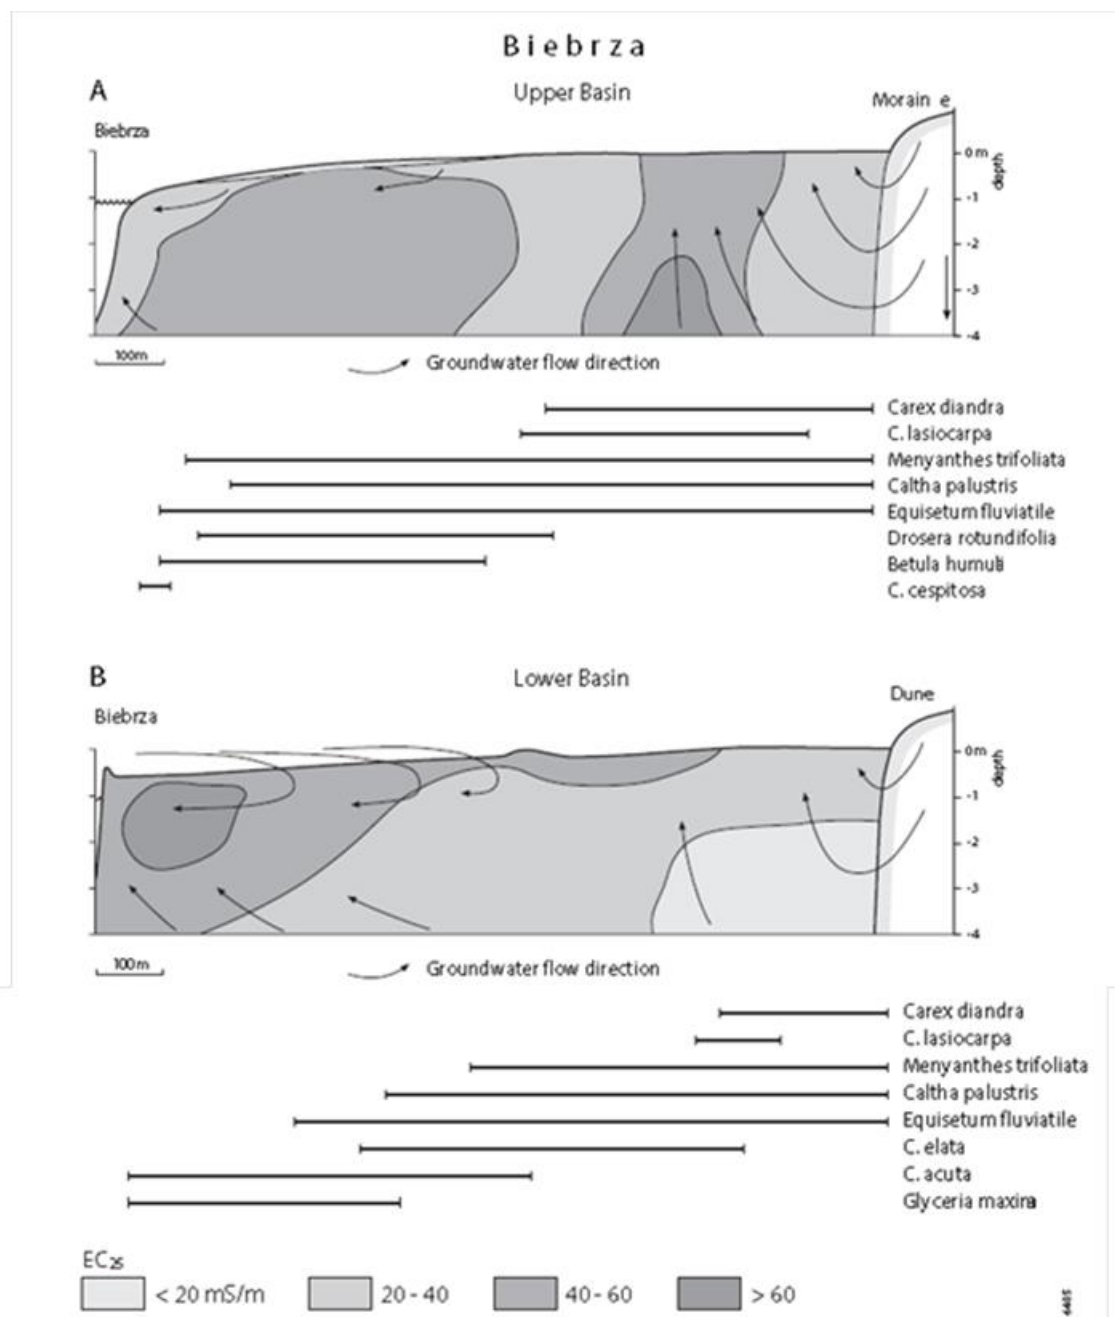 Biebrza
A
Upper Basin
Morain e
Biebrza
0 m
-1
-2
-3
-4
depth
100m
Groundwater flow direction
Carex diandra
C. lasiocarpa
Menyanthes trifoliata
Caltha palustris
Equisetum fluviatile
Drosera rotundifolia
Betula humuli
C. cespitosa
B
Lower Basin
Dune
Biebrza
0m
-1
-2
-3
-4
depth
100m
Groundwater flow direction
Carex diandra
C. lasiocarpa
Menyanthes trifoliata
Caltha palustris
Equisetum fluviatile
C. elata
C. acuta
Glyceria maxima
EC25
< 20 mS/m 20 - 40 40 - 60 > 60